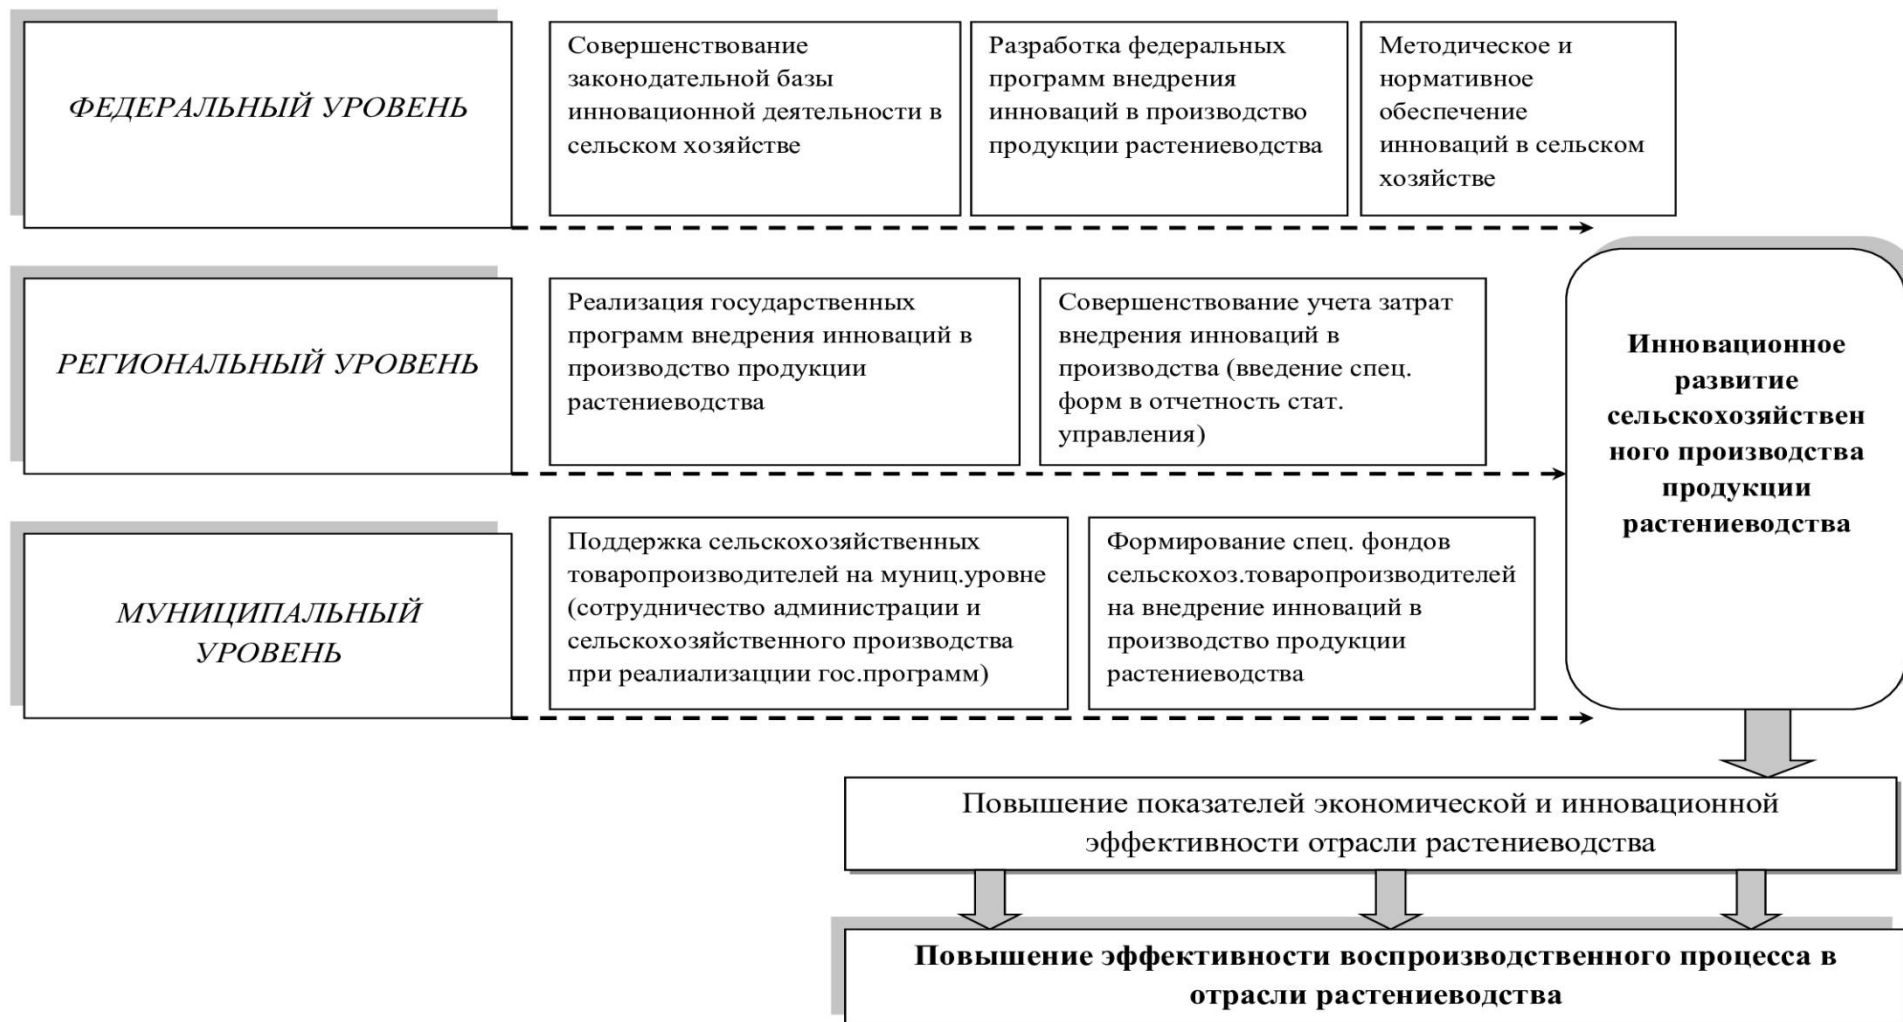 ФЕДЕРАЛЬНЫЙ УРОВЕНЬ
Совершенствование
законодательной базы
инновационной деятельности в
сельском хозяйстве
Разработка федеральных
программ внедрения
инноваций в производство
продукции растениеводства
Методическое и
нормативное
обеспечение
инноваций в сельском
хозяйстве
РЕГИОНАЛЬНЫЙ УРОВЕНЬ
Реализация государственных
программ внедрения инноваций в
производство продукции
растениеводства
Совершенствование учета затрат
внедрения инноваций в
производства (введение спец.
форм в отчетность стат.
управления)
МУНИЦИПАЛЬНЫЙ
УРОВЕНЬ
Поддержка сельскохозяйственных
товаропроизводителей на муниц.уровне
(сотрудничество администрации и
сельскохозяйственного производства
при реалиализацции гос.программ)
Формирование спец. фондов
сельскохоз.товаропроизводителей
на внедрение инноваций в
производство продукции
растениеводства
Инновационное
развитие
сельскохозяйствен
ного производства
продукции
растениеводства
Повышение показателей экономической и инновационной
эффективности отрасли растениеводства
Повышение эффективности воспроизводственного процесса в
отрасли растениеводства